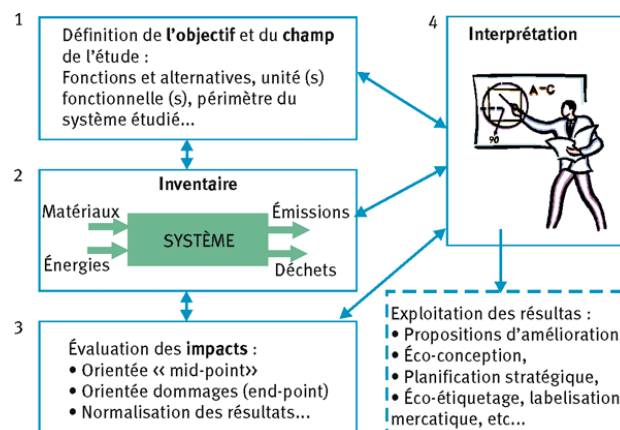 1
Définition de l'objectif et du champ
de l'étude :
Fonctions et alternatives, unité (s)
fonctionnelle (s), périmètre du
système étudié...
2
Inventaire
Matériaux
Énergies
SYSTÈME
Émissions
Déchets
3
Évaluation des impacts :
• Orientée « mid-point»
• Orientée dommages (end-point)
• Normalisation des résultats...
4
Interprétation
A-C
90
Exploitation des résultas :
• Propositions d'amélioration
• Éco-conception,
• Planification stratégique,
• Éco-étiquetage, labelisation
mercatique, etc...